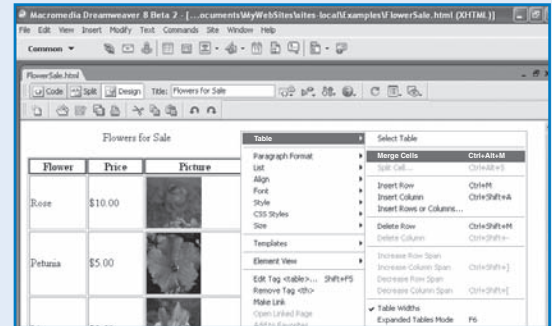 Macromedia Dreamweaver 8 Beta 2 - [...ocuments\MyWebSites\sites-local\Examples\FlowerSale.html (XHTML)]
File Edit View Insert Modify Text Commands Site Window Help
Common
FlowerSale.html
Code Split Design Title: Flowers for Sale
Flowers for Sale
Flower Price Picture
Rose $10.00
Petunia $5.00
Table
Paragraph Format
List
Align
Font
Style
CSS Styles
Size
Templates
Element View
Edit Tag <table>... Shift+F5
Remove Tag <th>
Make Link
Open Linked Page
Add to Favorites
Select Table
Merge Cells Ctrl+Alt+M
Split Cell... Ctrl+Alt+S
Insert Row Ctrl+M
Insert Column Ctrl+Shift+A
Insert Rows or Columns...
Delete Row Ctrl+Shift+M
Delete Column Ctrl+Shift+-
Increase Row Span
Increase Column Span Ctrl+Shift+]
Decrease Row Span
Decrease Column Span Ctrl+Shift+[
Table Widths
Expanded Tables Mode F6